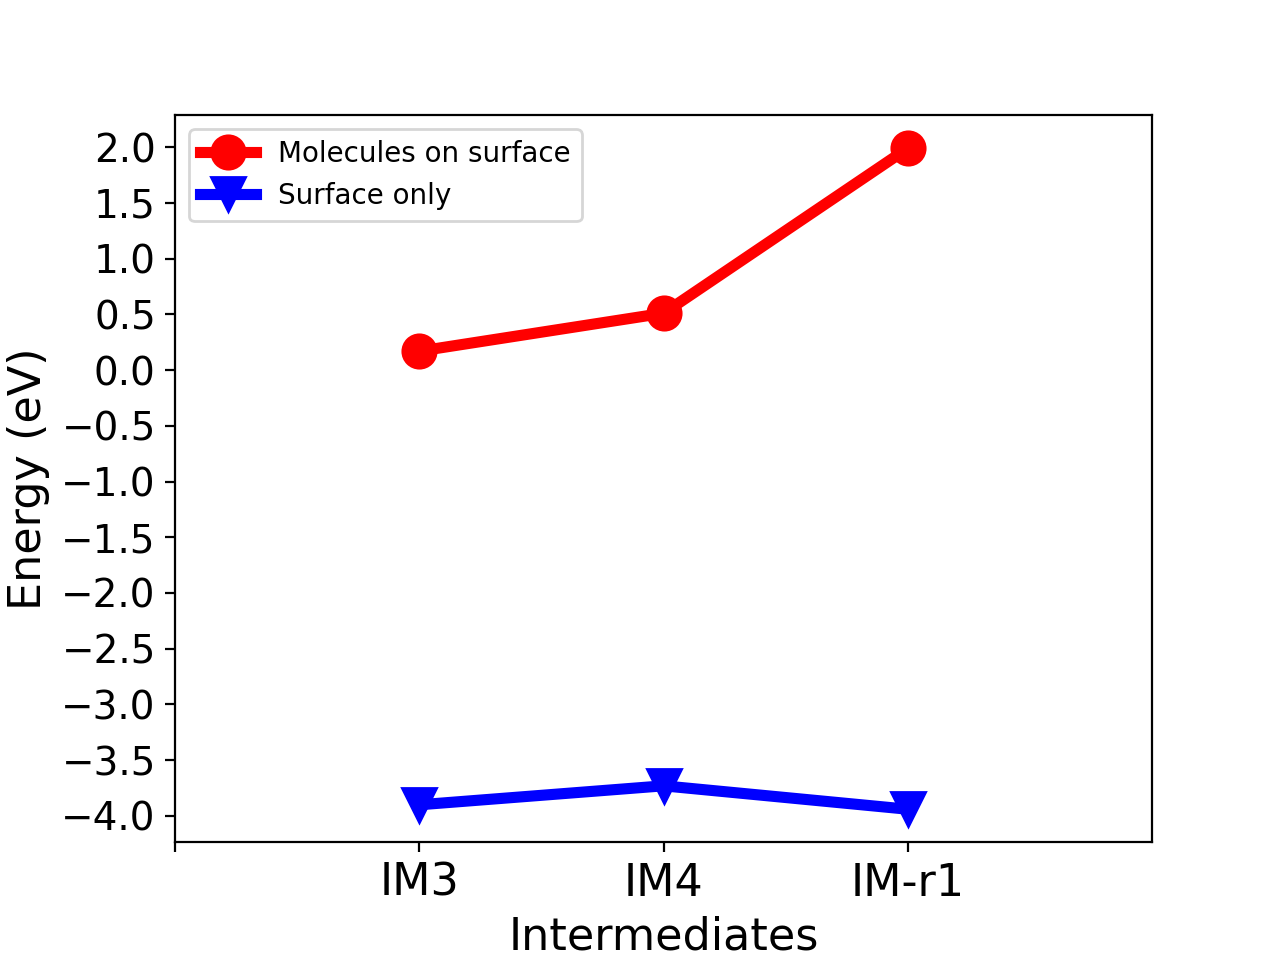 Molecules on surface
Surface only
2.0
1.5
1.0
0.5
0.0
−0.5
−1.0
−1.5
−2.0
−2.5
−3.0
−3.5
−4.0
Energy (eV)
IM3 IM4 IM-r1
Intermediates